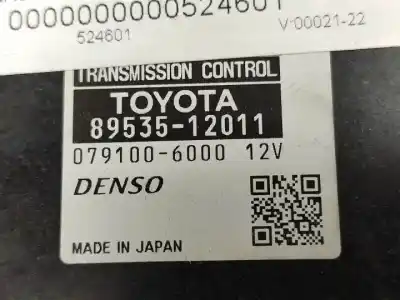 0000000000524601
524601 V:00021-22
TRANSMISSION CONTROL
TOYOTA
89535-12011
079100-6000 12V
DENSO
MADE IN JAPAN